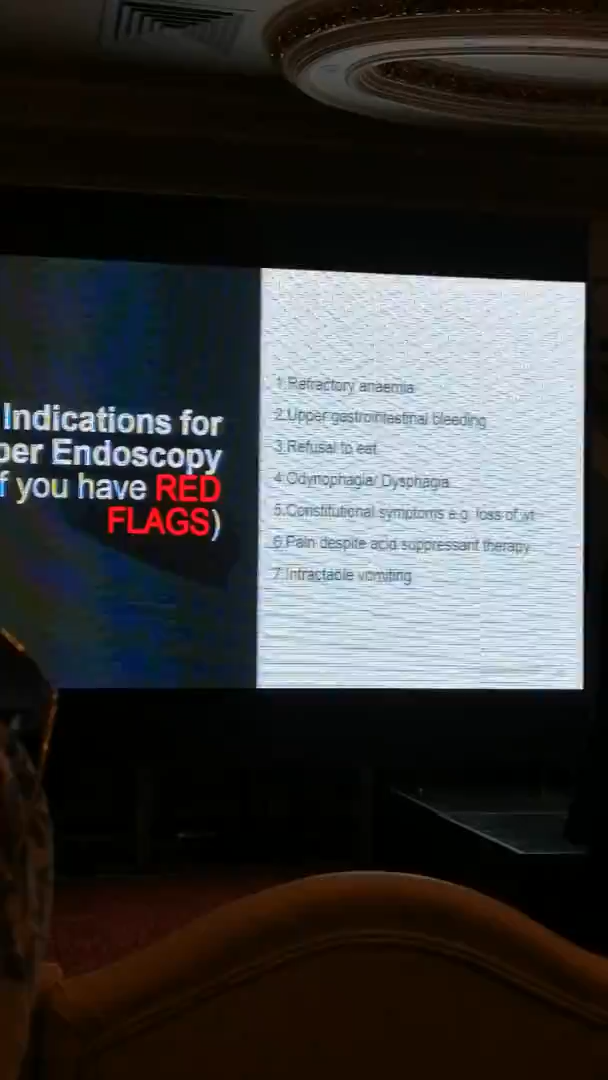 Indications for
per Endoscopy
f you have RED
FLAGS)
1.Refractory anaemia
2.Upper gastrointestinal bleeding
3.Refusal to eat
4.Odynophagia/ Dysphagia
5.Constitutional symptoms e.g. loss of wt
6.Pain despite acid suppressant therapy
7.Intractable vomiting